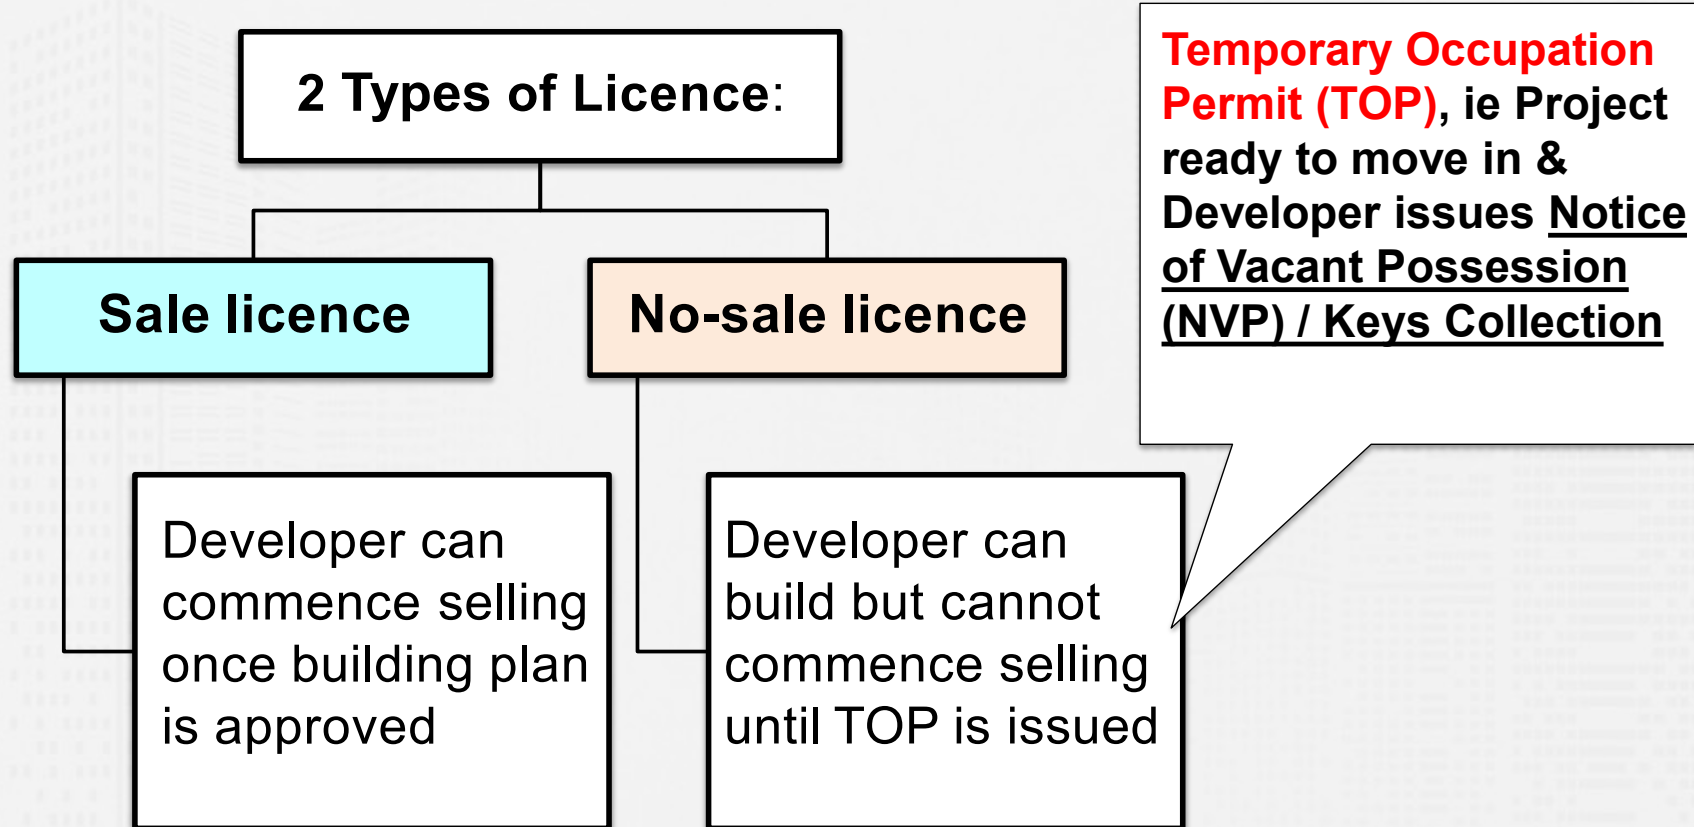 2 Types of Licence:
Temporary Occupation
Permit (TOP), ie Project
ready to move in &
Developer issues Notice
of Vacant Possession
(NVP) / Keys Collection
Sale licence
No-sale licence
Developer can
commence selling
once building plan
is approved
Developer can
build but cannot
commence selling
until TOP is issued